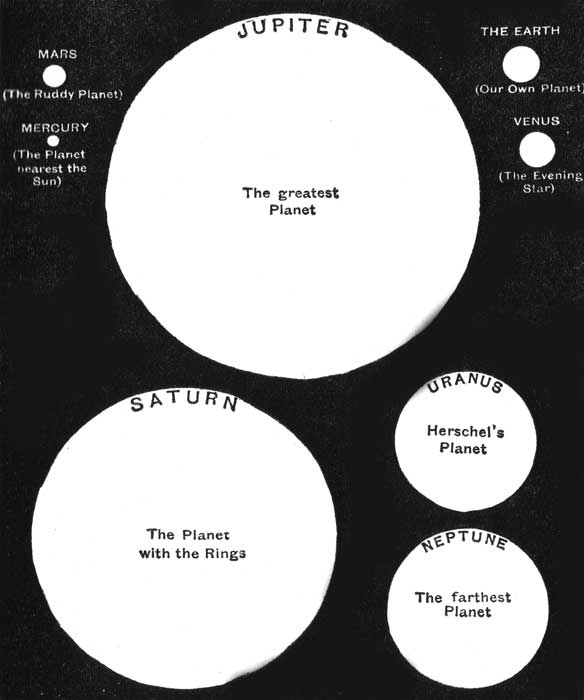 JUPITER
The greatest
Planet
MARS
(The Ruddy Planet)
MERCURY
(The Planet
nearest the
Sun)
THE EARTH
(Our Own Planet)
VENUS
(The Evening
Star)
SATURN
The Planet
with the Rings
URANUS
Herschel's
Planet
NEPTUNE
The farthest
Planet